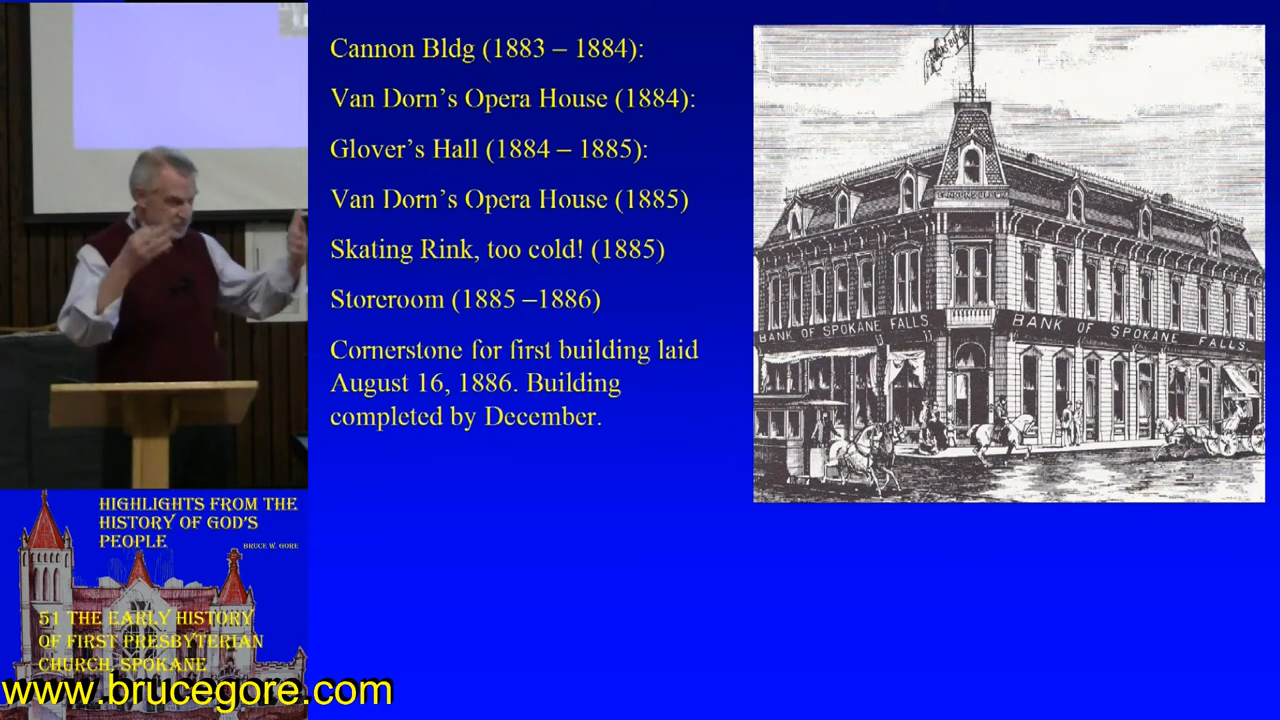 Cannon Bldg (1883 – 1884):
Van Dorn’s Opera House (1884):
Glover’s Hall (1884 – 1885):
Van Dorn’s Opera House (1885)
Skating Rink, too cold! (1885)
Storeroom (1885 –1886)
Cornerstone for first building laid
August 16, 1886. Building
completed by December.
BANK OF SPOKANE FALLS
BANK OF SPOKANE FALLS.
HIGHLIGHTS FROM THE
HISTORY OF GOD'S
PEOPLE
BRUCE W. GORE
51 THE EARLY HISTORY
OF FIRST PRESBYTERIAN
CHURCH, SPOKANE
www.brucegore.com